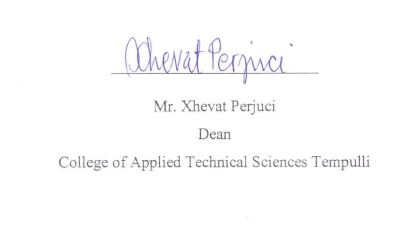 Xhevat Perjuci
Mr. Xhevat Perjuci
Dean
College of Applied Technical Sciences Tempulli